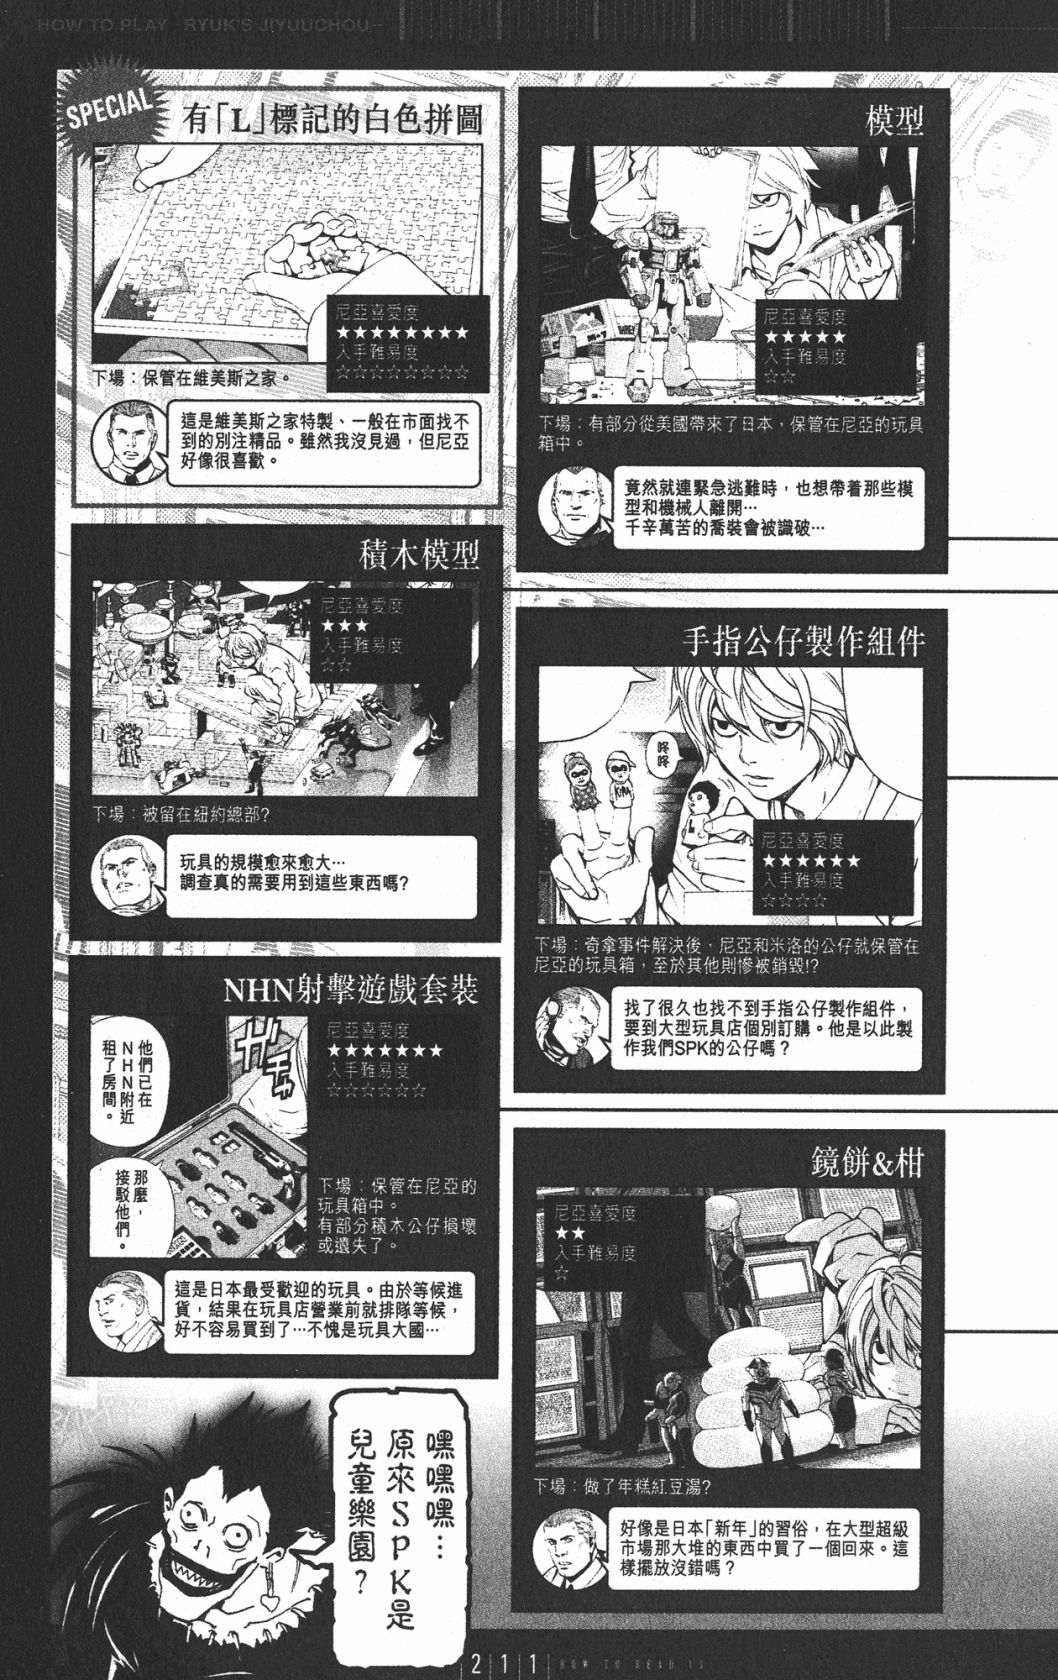 HOW TO PLAY RYUK'S JIYUUCHOU
SPECIAL
有「L」標記的白色拼圖
尼亞喜愛度
★★★★★★★★
入手難易度
☆☆☆☆☆☆☆☆
下場：保管在維美斯之家。
這是維美斯之家特製、一般在市面找不
到的別注精品。雖然我沒見過，但尼亞
好像很喜歡。
模型
尼亞喜愛度
★★★★★
入手難易度
☆☆
下場：有部分從美國帶來了日本，保管在尼亞的玩具
箱中。
竟然就連緊急逃難時，也想帶着那些模
型和機械人離開…
千辛萬苦的喬裝會被識破…
積木模型
尼亞喜愛度
★★★
入手難易度
☆☆
下場：被留在紐約總部?
玩具的規模愈來愈大…
調查真的需要用到這些東西嗎?
手指公仔製作組件
咚
咚
KIRA
L
尼亞喜愛度
★★★★★★
入手難易度
☆☆☆☆
下場：奇拿事件解決後，尼亞和米洛的公仔就保管在
尼亞的玩具箱，至於其他則慘被銷毀!?
找了很久也找不到手指公仔製作組件，
要到大型玩具店個別訂購。他是以此製
作我們SPK的公仔嗎？
NHN射擊遊戲套裝
他們已在
NHN附近
租了房間。
ガチャ
那麼，
接駁他們。
尼亞喜愛度
★★★★★★★
入手難易度
☆☆☆☆☆☆
下場：保管在尼亞的
玩具箱中。
有部分積木公仔損壞
或遺失了。
這是日本最受歡迎的玩具。由於等候進
貨，結果在玩具店營業前就排隊等候，
好不容易買到了…不愧是玩具大國…
鏡餅&柑
尼亞喜愛度
★★
入手難易度
☆
下場：做了年糕紅豆湯?
好像是日本「新年」的習俗，在大型超級
市場那大堆的東西中買了一個回來。這
樣擺放沒錯嗎？
嘿嘿嘿…
原來SPK是
兒童樂園？
211
HOW TO READ 13